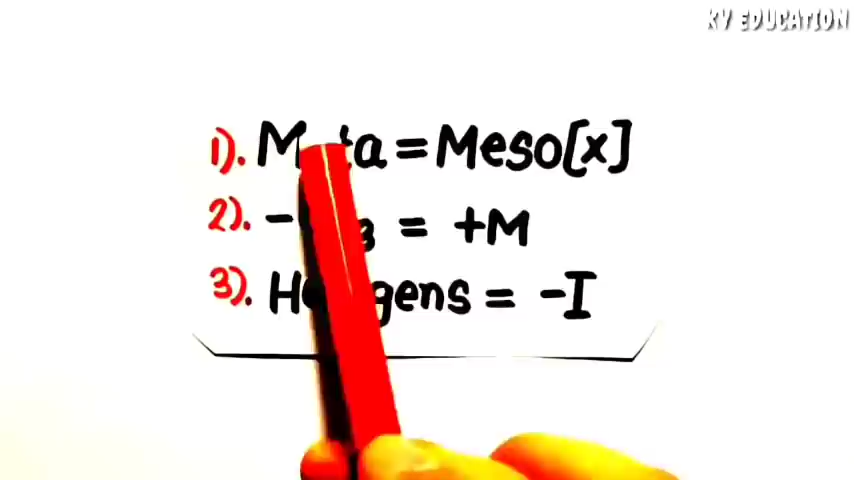 KV EDUCATION
1). = Meso[x]
2). = +M
3). = -I